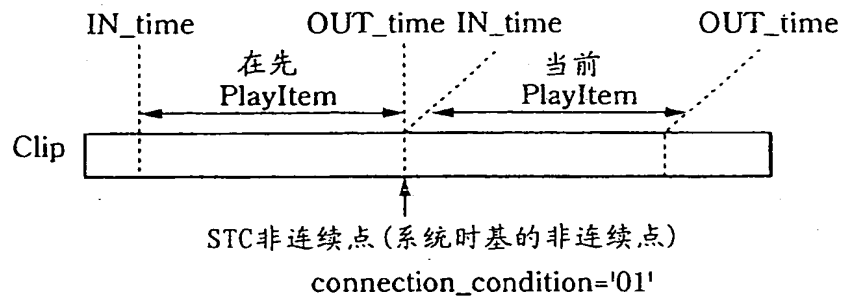 IN_time OUT_time IN_time OUT_time
在先 当前
PlayItem PlayItem
Clip
STC非连续点(系统时基的非连续点)
connection_condition='01'